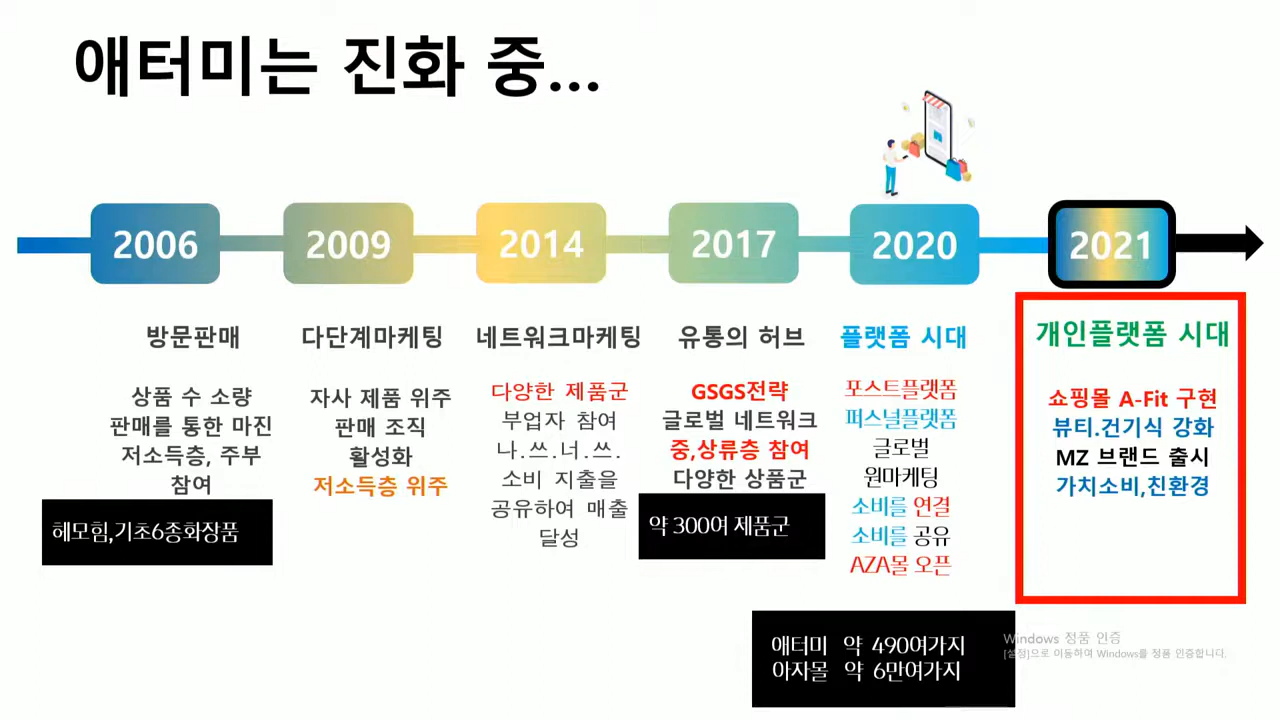 애터미는 진화 중...
2006
2009
2014
2017
2020
2021
방문판매
상품 수 소량
판매를 통한 마진
저소득층, 주부
참여
헤모힘,기초6종화장품
다단계마케팅
자사 제품 위주
판매 조직
활성화
저소득층 위주
네트워크마케팅
다양한 제품군
부업자 참여
나.쓰.너.쓰.
소비 지출을
공유하여 매출
달성
유통의 허브
GSGS전략
글로벌 네트워크
중,상류층 참여
다양한 상품군
약 300여 제품군
플랫폼 시대
포스트플랫폼
퍼스널플랫폼
글로벌
원마케팅
소비를 연결
소비를 공유
AZA몰 오픈
애터미 약 490여가지
아자몰 약 6만여가지
개인플랫폼 시대
쇼핑몰 A-Fit 구현
뷰티.건기식 강화
MZ 브랜드 출시
가치소비,친환경
Windows 정품 인증
[설정]으로 이동하여 Windows를 정품 인증합니다.